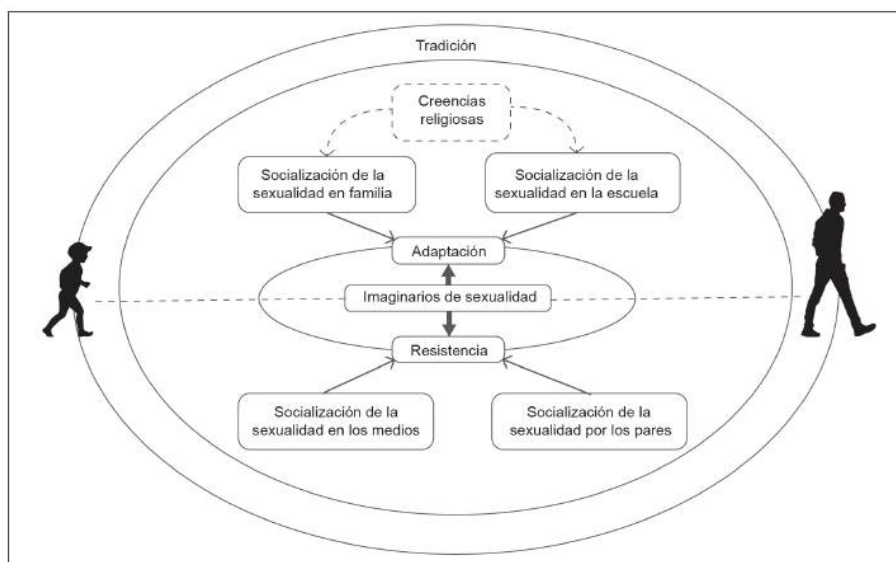 Tradición
Creencias
religiosas
Socialización de la
sexualidad en familia
Socialización de la
sexualidad en la escuela
Adaptación
Imaginarios de sexualidad
Resistencia
Socialización de la
sexualidad en los medios
Socialización de la
sexualidad por los pares